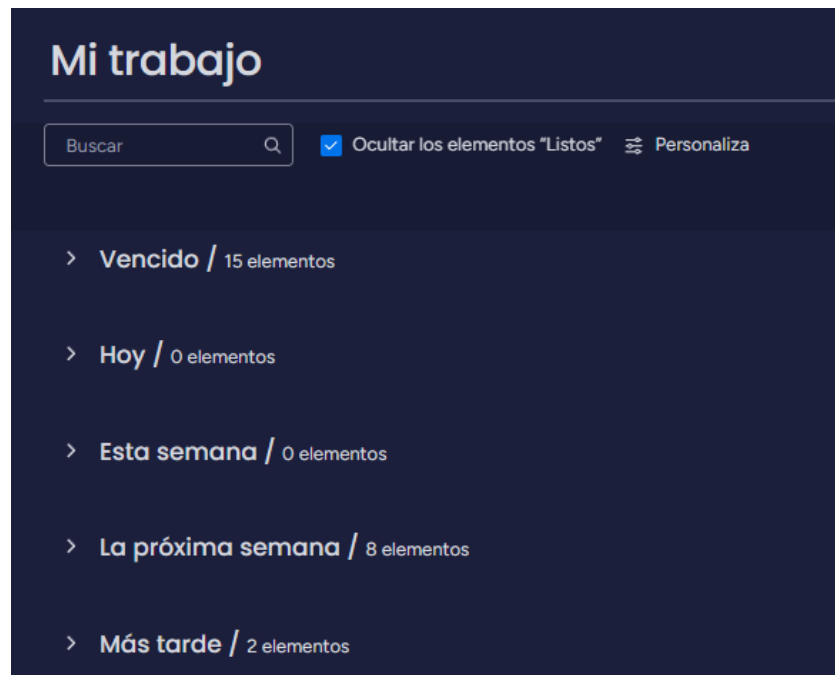 Mi trabajo
Buscar Ocultar los elementos "Listos" Personaliza
Vencido / 15 elementos
Hoy / 0 elementos
Esta semana / 0 elementos
La próxima semana / 8 elementos
Más tarde / 2 elementos